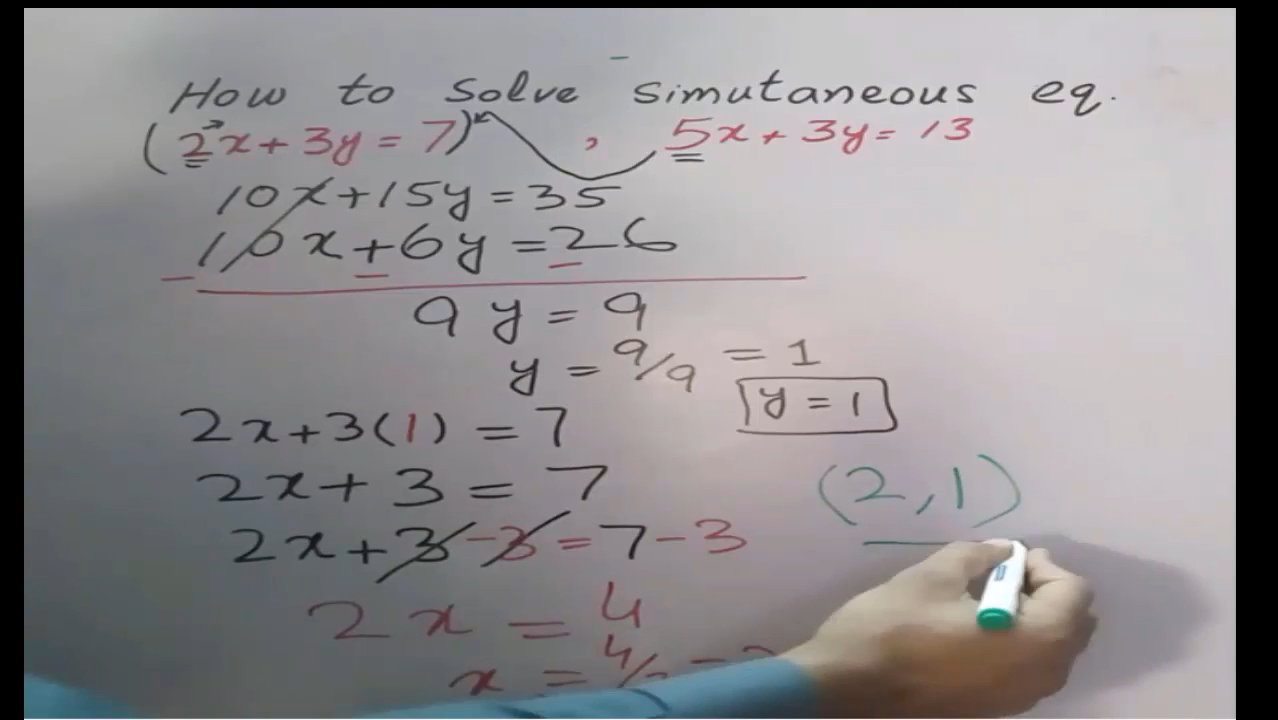 How to Solve simutaneous eq.
(2x+3y=7) , 5x+3y=13
10x+15y=35
10x+6y=26
9y=9
y=9/9 =1
y=1
2x+3(1)=7
2x+3=7
(2,1)
2x+3-3=7-3
2x=4
x=4/